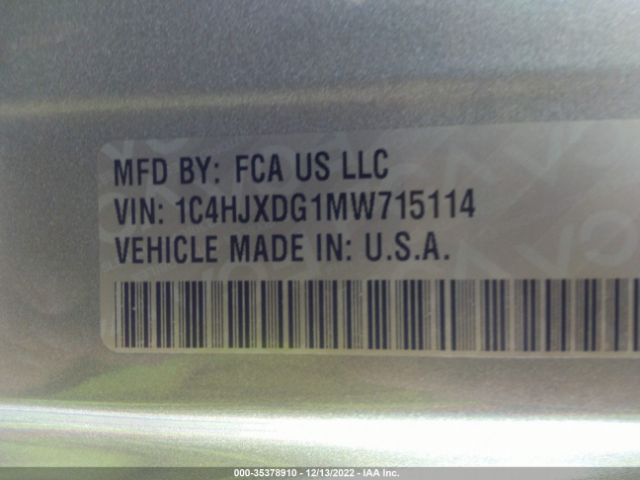 MFD BY: FCA US LLC
VIN: 1C4HJXDG1MW715114
VEHICLE MADE IN: U.S.A.
000-35378910 - 12/13/2022 - IAA Inc.